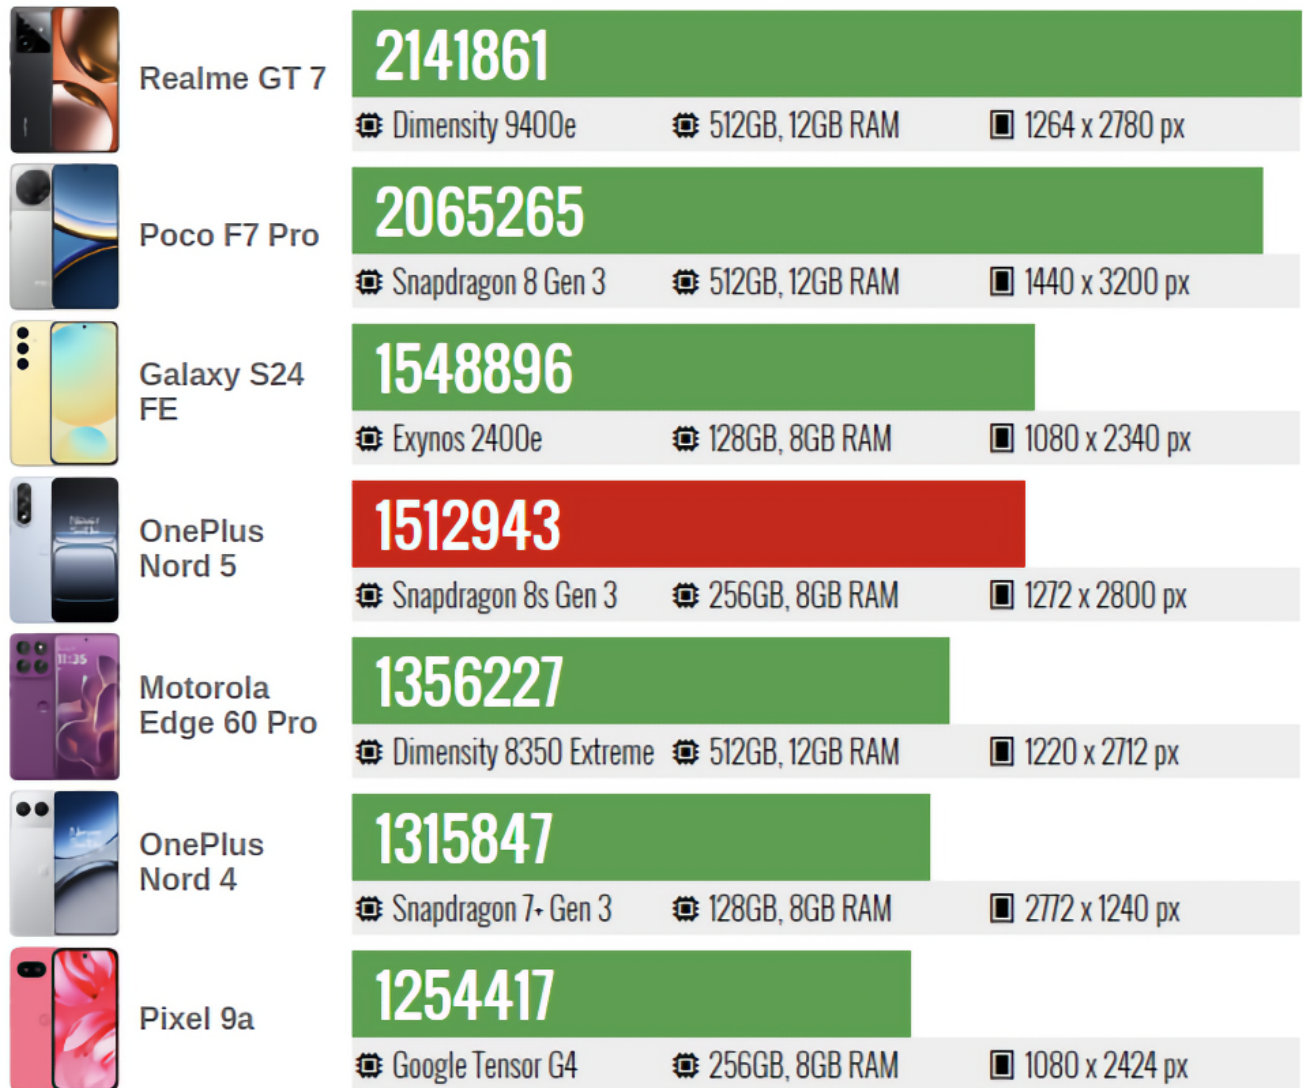 Realme GT 7
2141861
Dimensity 9400e
512GB, 12GB RAM
1264 x 2780 px
Poco F7 Pro
2065265
Snapdragon 8 Gen 3
512GB, 12GB RAM
1440 x 3200 px
Galaxy S24
FE
1548896
Exynos 2400e
128GB, 8GB RAM
1080 x 2340 px
OnePlus
Nord 5
1512943
Snapdragon 8s Gen 3
256GB, 8GB RAM
1272 x 2800 px
11:35
Motorola
Edge 60 Pro
1356227
Dimensity 8350 Extreme
512GB, 12GB RAM
1220 x 2712 px
OnePlus
Nord 4
1315847
Snapdragon 7+ Gen 3
128GB, 8GB RAM
2772 x 1240 px
Pixel 9a
1254417
Google Tensor G4
256GB, 8GB RAM
1080 x 2424 px